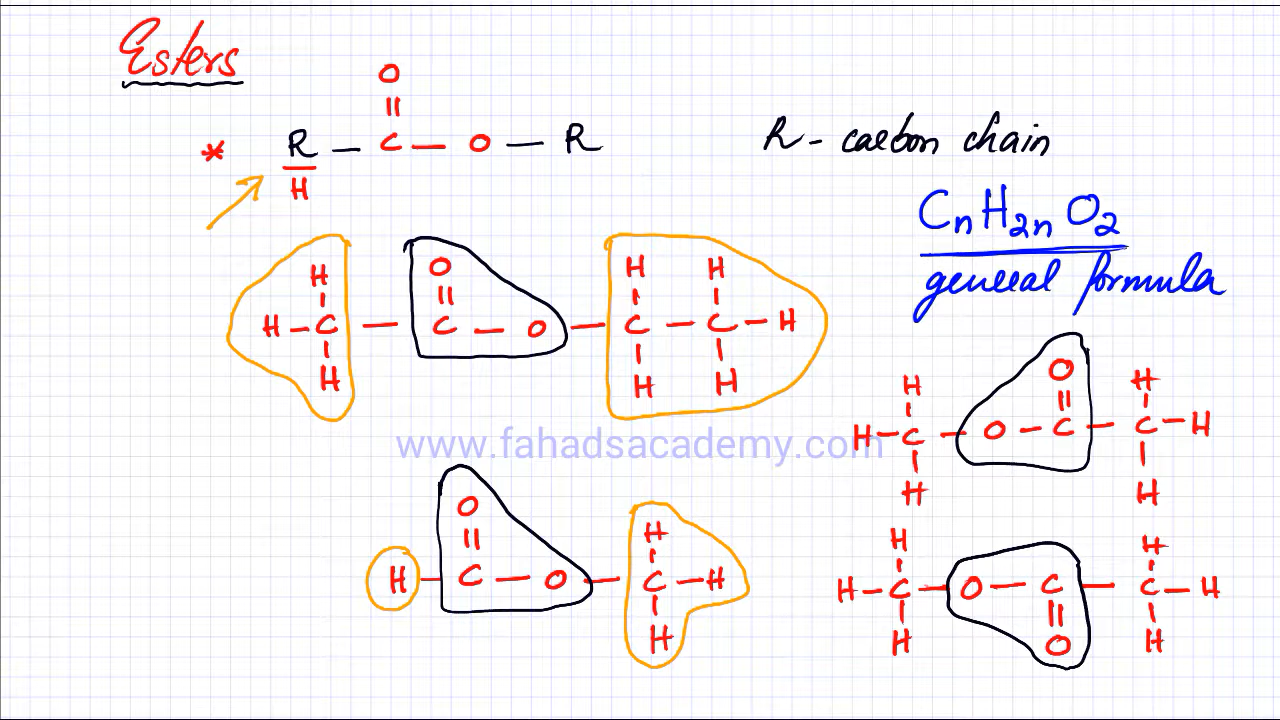 Esters
O
||
* R — C — O — R
H
R - carbon chain
CnH2nO2
general formula
H O H H
| || | |
H — C — C — O — C — C — H
| | |
H H H
www.fahadsacademy.com
O H
|| |
H — C — O — C — H
|
H
H O H
| || |
H — C — O — C — C — H
| |
H H
H H
| |
H — C — O — C — C — H
| || |
H O H